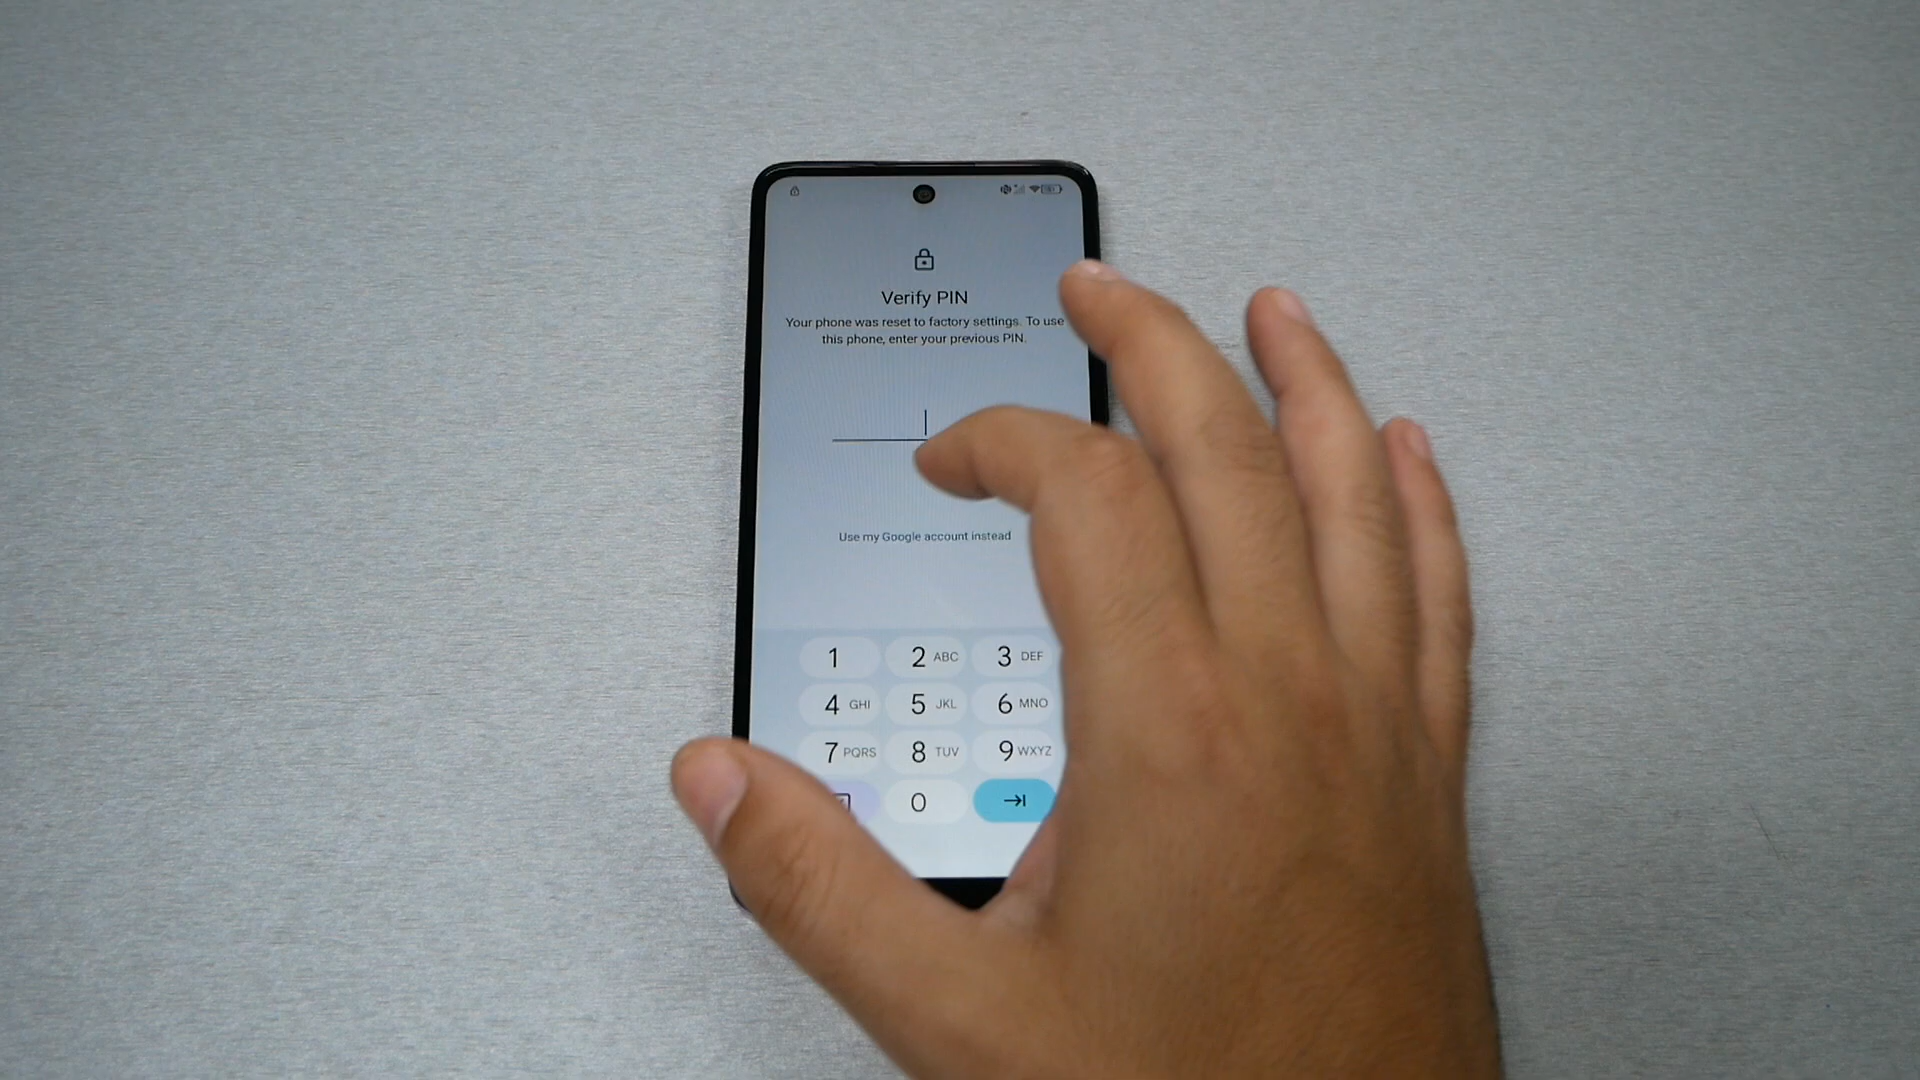 Verify PIN
Your phone was reset to factory settings. To use
this phone, enter your previous PIN.
Use my Google account instead
1 2 ABC 3 DEF
4 GHI 5 JKL 6 MNO
7 PQRS 8 TUV 9 WXYZ
0